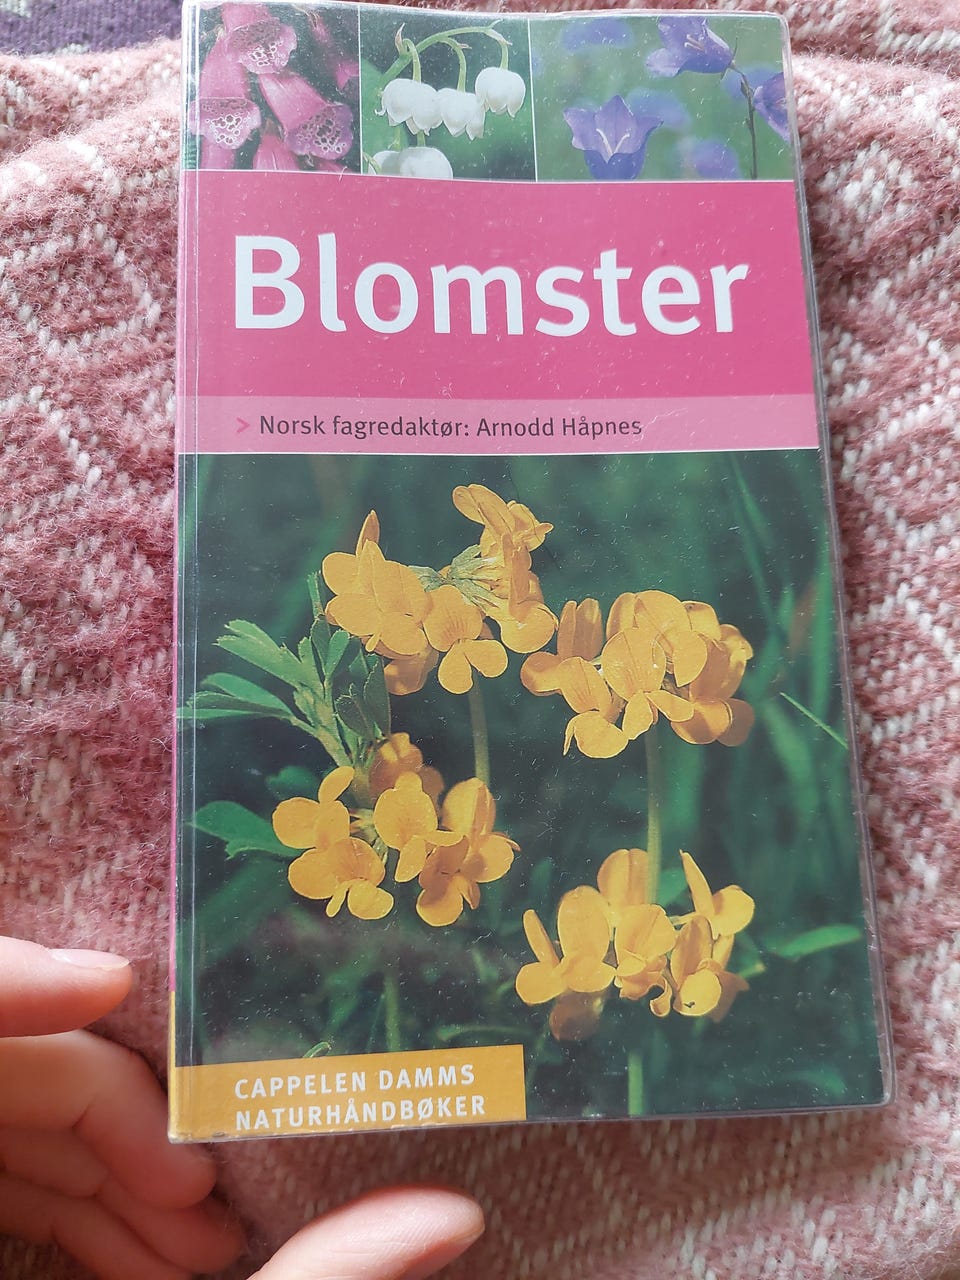 Blomster
> Norsk fagredaktør: Arnodd Håpnes
CAPPELEN DAMMS
NATURHÅNDBØKER